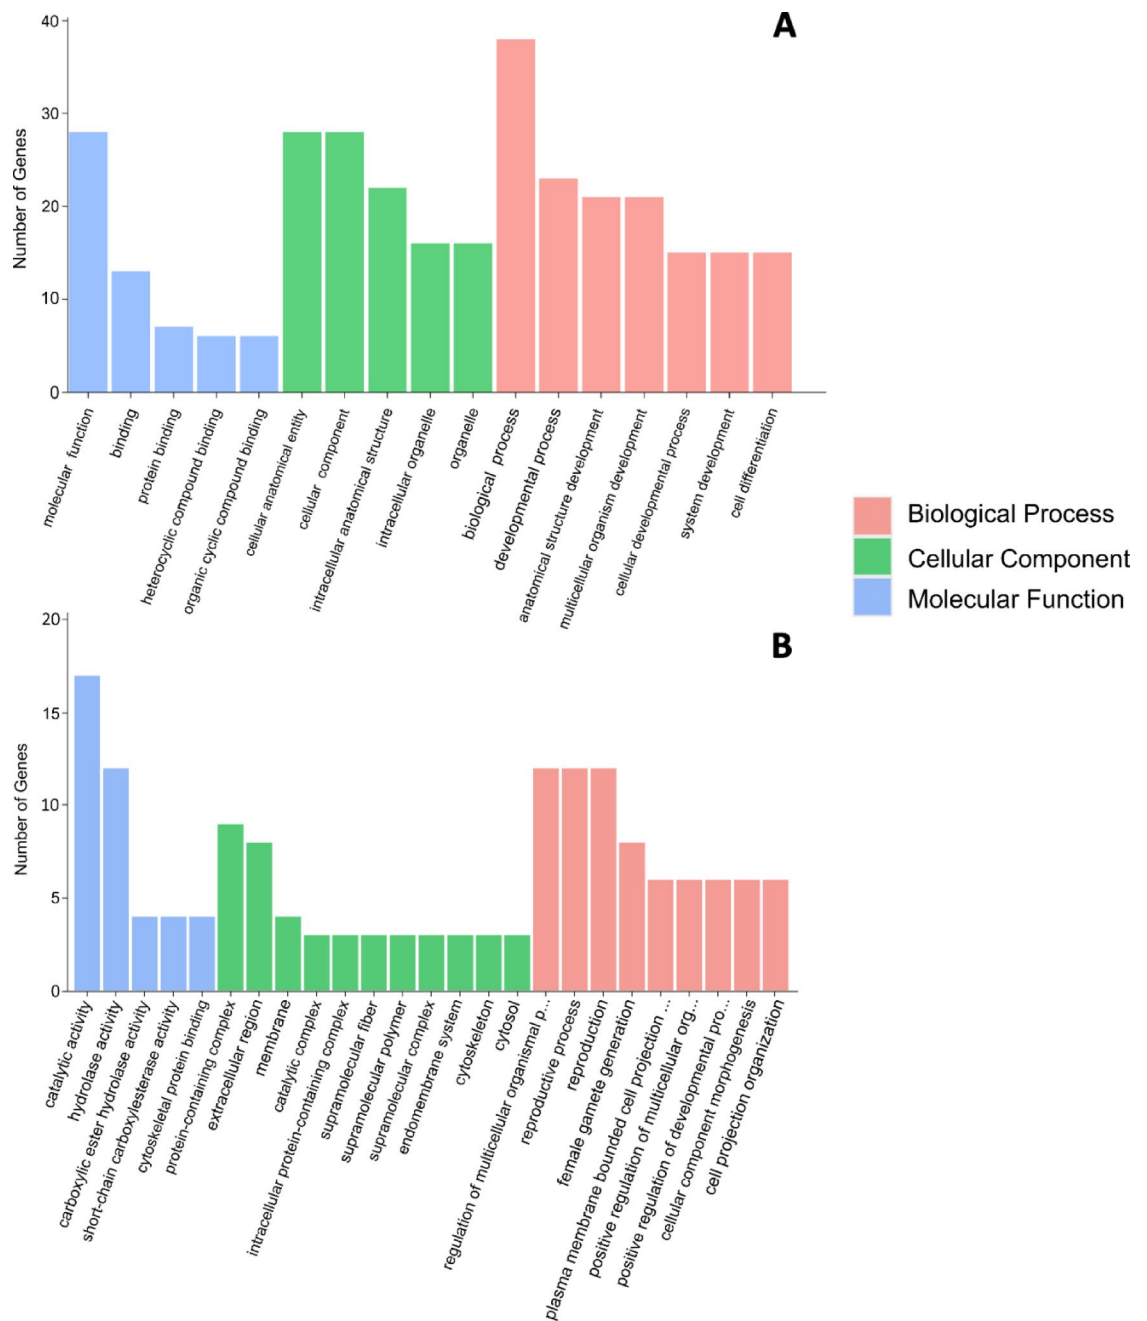 A
40
30
20
10
0
Number of Genes
molecular function
binding
protein binding
heterocyclic compound binding
organic cyclic compound binding
cellular anatomical entity
cellular component
intracellular anatomical structure
intracellular organelle
organelle
biological process
developmental process
anatomical structure development
multicellular organism development
cellular developmental process
system development
cell differentiation
Biological Process
Cellular Component
Molecular Function
B
20
15
10
5
0
Number of Genes
catalytic activity
hydrolase activity
carboxylic ester hydrolase activity
short-chain carboxylesterase activity
cytoskeletal protein binding
protein-containing complex
extracellular region
membrane
catalytic complex
intracellular protein-containing complex
supramolecular fiber
supramolecular polymer
supramolecular complex
endomembrane system
cytoskeleton
cytosol
regulation of multicellular organismal p...
reproductive process
reproduction
female gamete generation
plasma membrane bounded cell projection ...
positive regulation of multicellular org...
positive regulation of developmental pro...
cellular component morphogenesis
cell projection organization